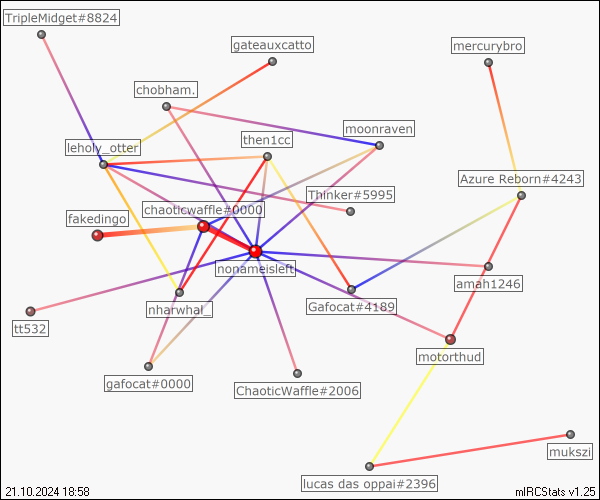 TripleMidget#8824
gateauxcatto
mercurybro
chobham.
moonraven
then1cc
leholy_otter
Azure Reborn#4243
Thinker#5995
chaoticwaffle#0000
fakedingo
nonameisleft
amah1246
nharwhal_
Gafocat#4189
tt532
motorthud
gafocat#0000
ChaoticWaffle#2006
mukszi
lucas das oppai#2396
21.10.2024 18:58
mIRCStats v1.25